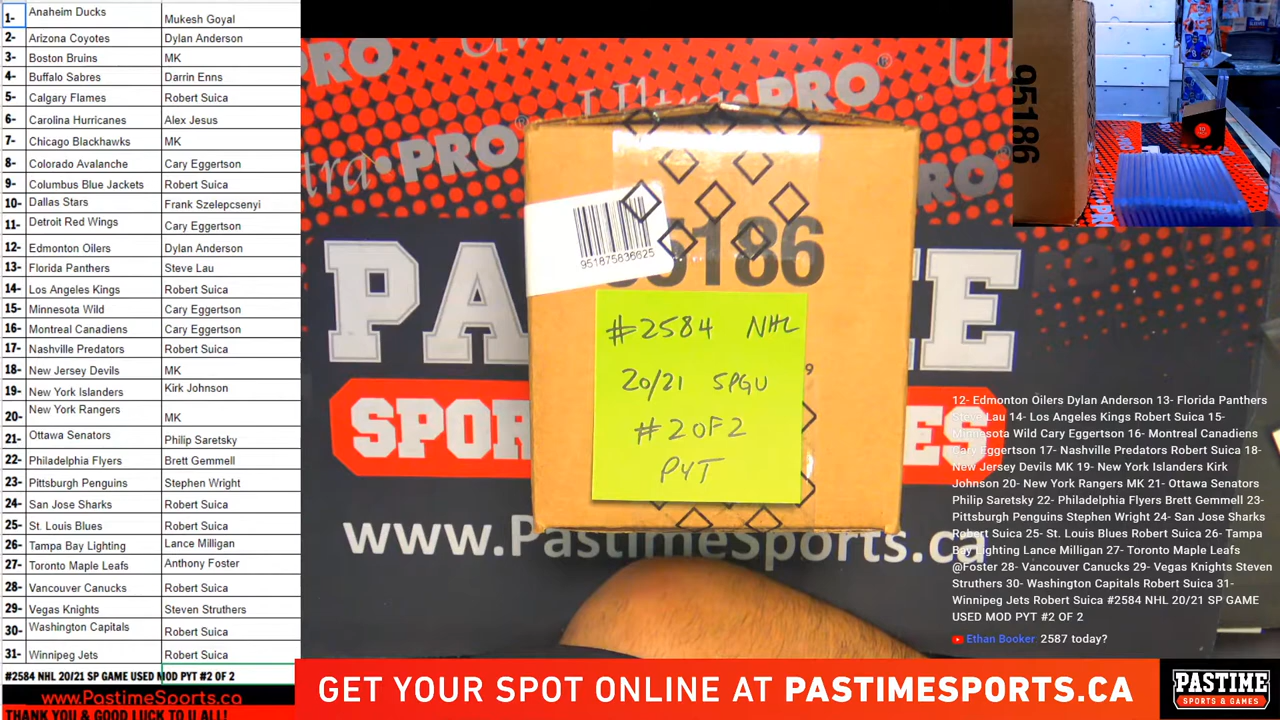 1- Anaheim Ducks Mukesh Goyal
2- Arizona Coyotes Dylan Anderson
3- Boston Bruins MK
4- Buffalo Sabres Darrin Enns
5- Calgary Flames Robert Suica
6- Carolina Hurricanes Alex Jesus
7- Chicago Blackhawks MK
8- Colorado Avalanche Cary Eggertson
9- Columbus Blue Jackets Robert Suica
10- Dallas Stars Frank Szelepcsenyi
11- Detroit Red Wings Cary Eggertson
12- Edmonton Oilers Dylan Anderson
13- Florida Panthers Steve Lau
14- Los Angeles Kings Robert Suica
15- Minnesota Wild Cary Eggertson
16- Montreal Canadiens Cary Eggertson
17- Nashville Predators Robert Suica
18- New Jersey Devils MK
19- New York Islanders Kirk Johnson
20- New York Rangers MK
21- Ottawa Senators Philip Saretsky
22- Philadelphia Flyers Brett Gemmell
23- Pittsburgh Penguins Stephen Wright
24- San Jose Sharks Robert Suica
25- St. Louis Blues Robert Suica
26- Tampa Bay Lighting Lance Milligan
27- Toronto Maple Leafs Anthony Foster
28- Vancouver Canucks Robert Suica
29- Vegas Knights Steven Struthers
30- Washington Capitals Robert Suica
31- Winnipeg Jets Robert Suica
#2584 NHL 20/21 SP GAME USED MOD PYT #2 OF 2
www.PastimeSports.ca
THANK YOU & GOOD LUCK TO U ALL!
PRO
Ultra PRO
Ultra PRO
PRO
95186
951875836625
#2584 NHL
20/21 SPGU
#2 OF 2
PYT
www.PastimeSports.ca
95186
12- Edmonton Oilers Dylan Anderson 13- Florida Panthers
Steve Lau 14- Los Angeles Kings Robert Suica 15-
Minnesota Wild Cary Eggertson 16- Montreal Canadiens
Cary Eggertson 17- Nashville Predators Robert Suica 18-
New Jersey Devils MK 19- New York Islanders Kirk
Johnson 20- New York Rangers MK 21- Ottawa Senators
Philip Saretsky 22- Philadelphia Flyers Brett Gemmell 23-
Pittsburgh Penguins Stephen Wright 24- San Jose Sharks
Robert Suica 25- St. Louis Blues Robert Suica 26- Tampa
Bay Lighting Lance Milligan 27- Toronto Maple Leafs
@Foster 28- Vancouver Canucks 29- Vegas Knights Steven
Struthers 30- Washington Capitals Robert Suica 31-
Winnipeg Jets Robert Suica #2584 NHL 20/21 SP GAME
USED MOD PYT #2 OF 2
Ethan Booker 2587 today?
GET YOUR SPOT ONLINE AT PASTIMESPORTS.CA
PASTIME
SPORTS & GAMES